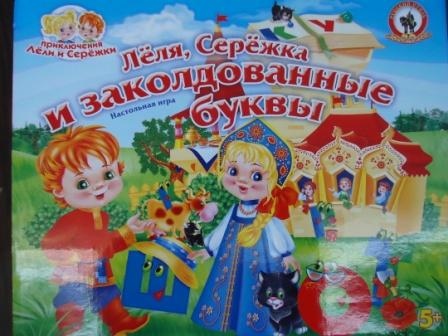 приключения
Лёли и Серёжки
Лёля, Серёжка
и заколдованные
буквы
Настольная игра
5+